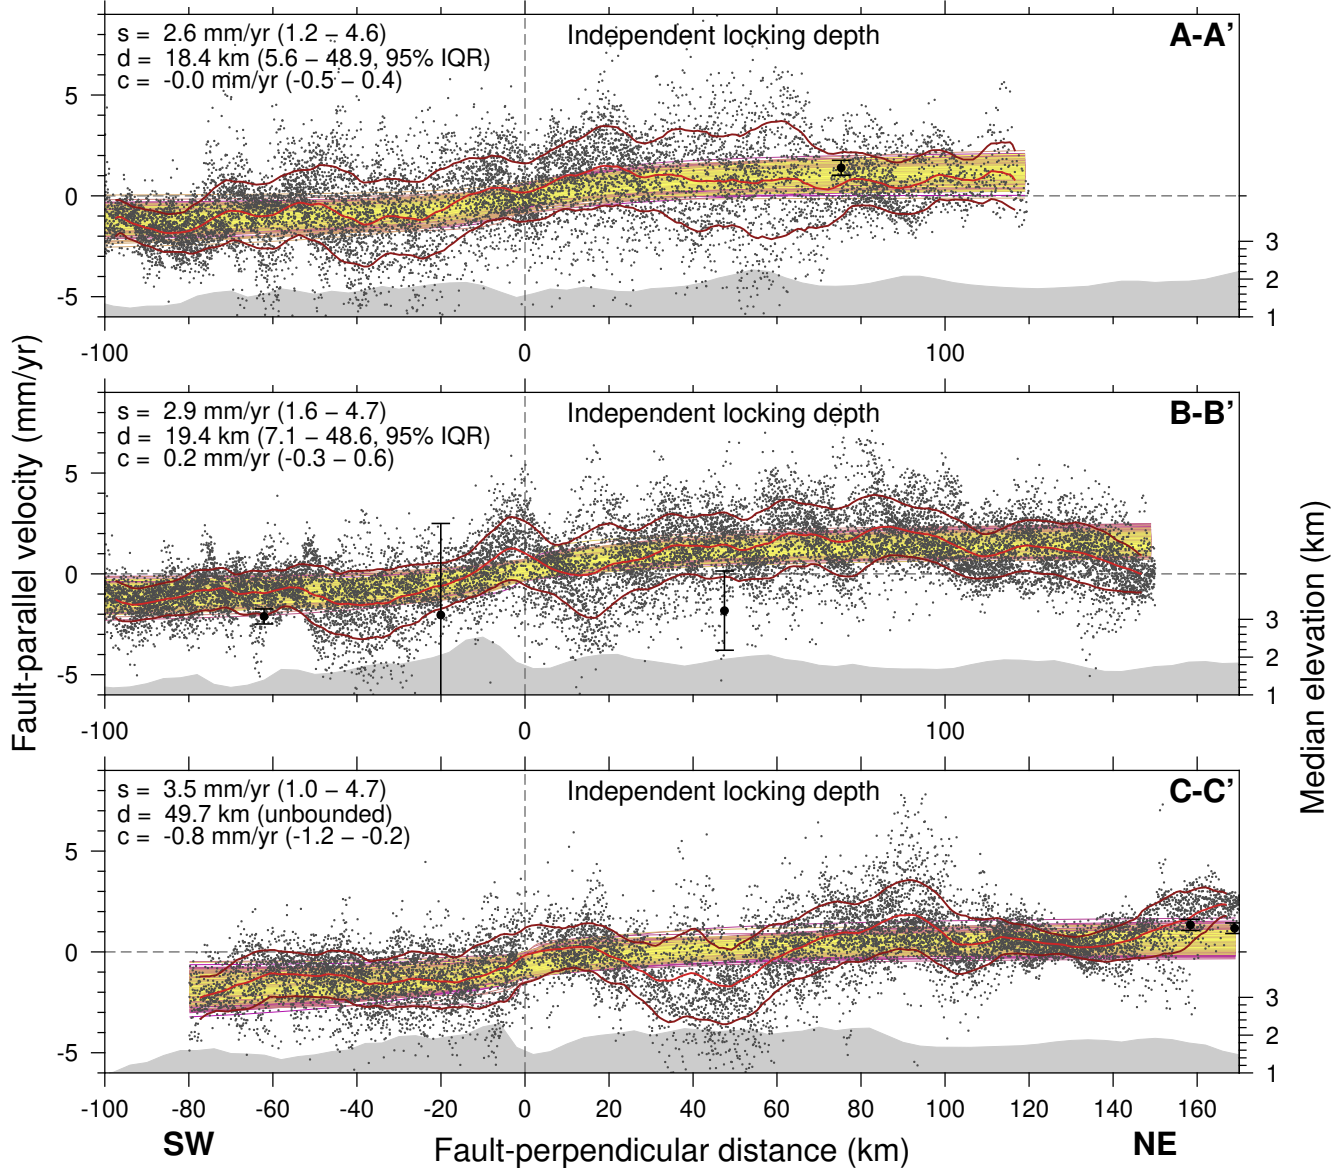 s = 2.6 mm/yr (1.2 – 4.6)
d = 18.4 km (5.6 – 48.9, 95% IQR)
c = -0.0 mm/yr (-0.5 – 0.4)
Independent locking depth
A-A’
5
0
-5
3
2
1
-100
0
100
s = 2.9 mm/yr (1.6 – 4.7)
d = 19.4 km (7.1 – 48.6, 95% IQR)
c = 0.2 mm/yr (-0.3 – 0.6)
Independent locking depth
B-B’
5
0
-5
3
2
1
-100
0
100
Fault-parallel velocity (mm/yr)
Median elevation (km)
s = 3.5 mm/yr (1.0 – 4.7)
d = 49.7 km (unbounded)
c = -0.8 mm/yr (-1.2 – -0.2)
Independent locking depth
C-C’
5
0
-5
3
2
1
-100 -80 -60 -40 -20 0 20 40 60 80 100 120 140 160
SW
Fault-perpendicular distance (km)
NE